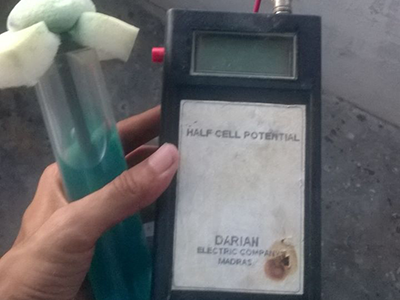 HALF CELL POTENTIAL
DARIAN
ELECTRIC COMPANY
MADRAS.